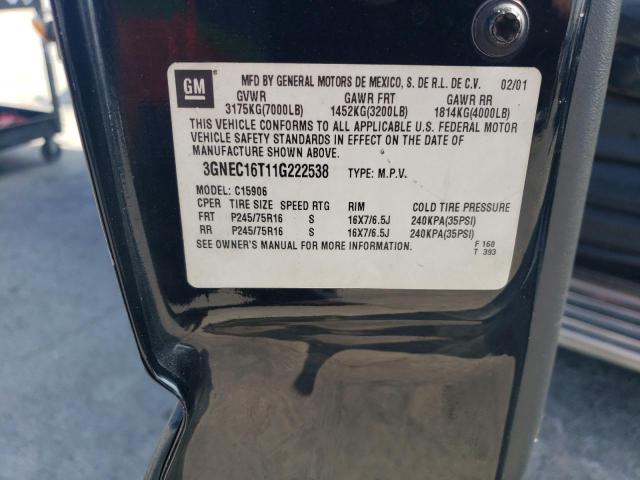 GM
MFD BY GENERAL MOTORS DE MEXICO, S. DE R.L. DE C.V. 02/01
GVWR GAWR FRT GAWR RR
3175KG(7000LB) 1452KG(3200LB) 1814KG(4000LB)
THIS VEHICLE CONFORMS TO ALL APPLICABLE U.S. FEDERAL MOTOR
VEHICLE SAFETY STANDARDS IN EFFECT ON THE DATE OF
MANUFACTURE SHOWN ABOVE.
3GNEC16T11G222538 TYPE: M.P.V.
MODEL: C15906
CPER TIRE SIZE SPEED RTG RIM COLD TIRE PRESSURE
FRT P245/75R16 S 16X7/6.5J 240KPA(35PSI)
RR P245/75R16 S 16X7/6.5J 240KPA(35PSI)
SEE OWNER'S MANUAL FOR MORE INFORMATION. F 160
T 393